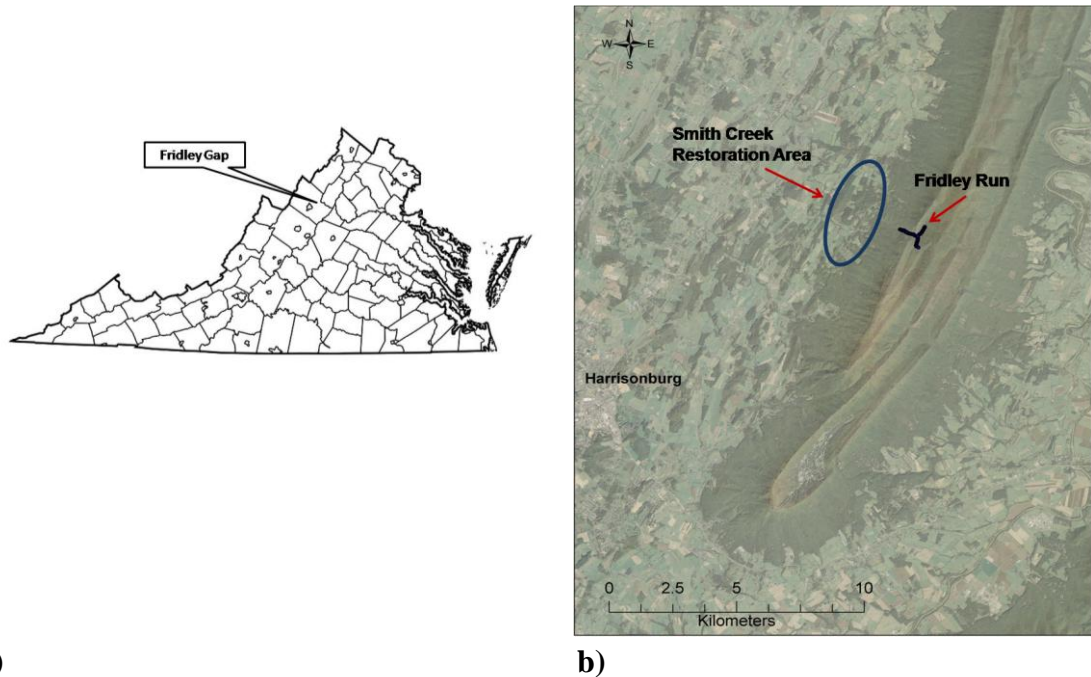 Fridley Gap
N
W E
S
Smith Creek
Restoration Area
Fridley Run
Harrisonburg
0 2.5 5 10
Kilometers
)
b)